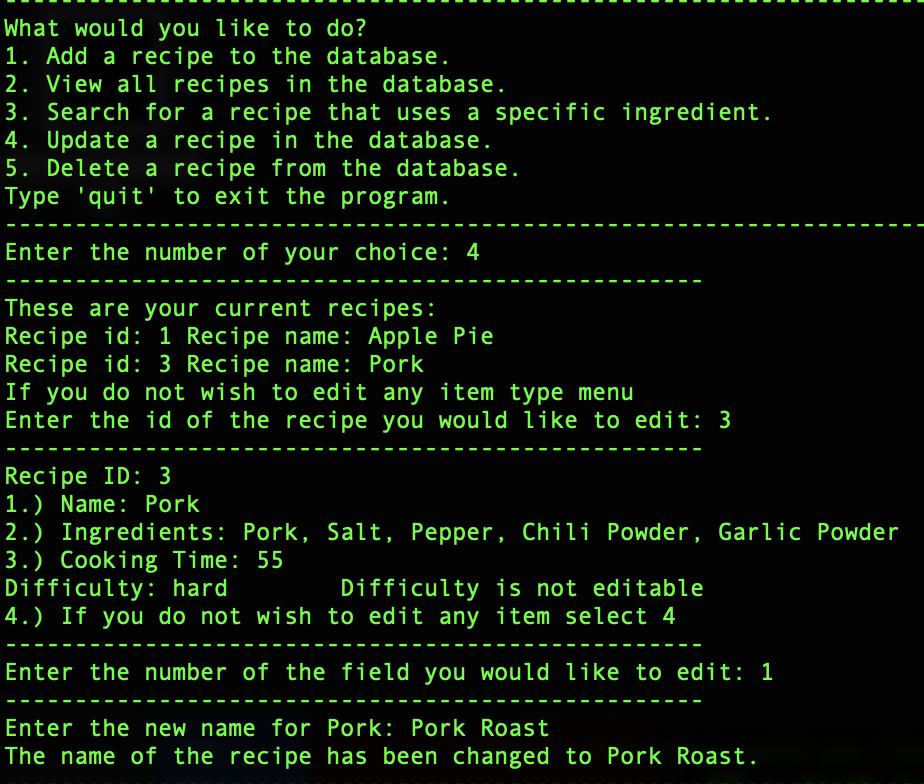 What would you like to do?
1. Add a recipe to the database.
2. View all recipes in the database.
3. Search for a recipe that uses a specific ingredient.
4. Update a recipe in the database.
5. Delete a recipe from the database.
Type 'quit' to exit the program.
------------------------------------------------------------------
Enter the number of your choice: 4
--------------------------------------------------
These are your current recipes:
Recipe id: 1 Recipe name: Apple Pie
Recipe id: 3 Recipe name: Pork
If you do not wish to edit any item type menu
Enter the id of the recipe you would like to edit: 3
--------------------------------------------------
Recipe ID: 3
1.) Name: Pork
2.) Ingredients: Pork, Salt, Pepper, Chili Powder, Garlic Powder
3.) Cooking Time: 55
Difficulty: hard        Difficulty is not editable
4.) If you do not wish to edit any item select 4
--------------------------------------------------
Enter the number of the field you would like to edit: 1
--------------------------------------------------
Enter the new name for Pork: Pork Roast
The name of the recipe has been changed to Pork Roast.